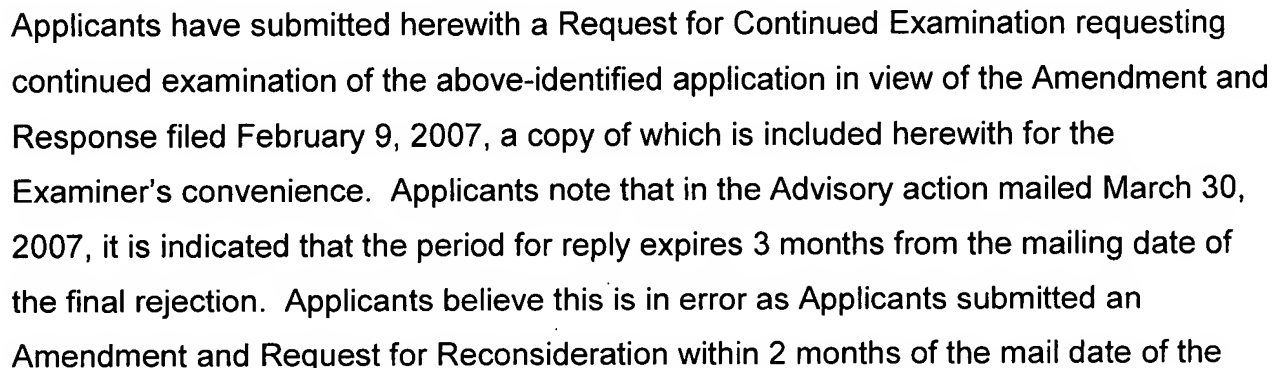 Applicants have submitted herewith a Request for Continued Examination requesting
continued examination of the above-identified application in view of the Amendment and
Response filed February 9, 2007, a copy of which is included herewith for the
Examiner's convenience. Applicants note that in the Advisory action mailed March 30,
2007, it is indicated that the period for reply expires 3 months from the mailing date of
the final rejection. Applicants believe this is in error as Applicants submitted an
Amendment and Request for Reconsideration within 2 months of the mail date of the